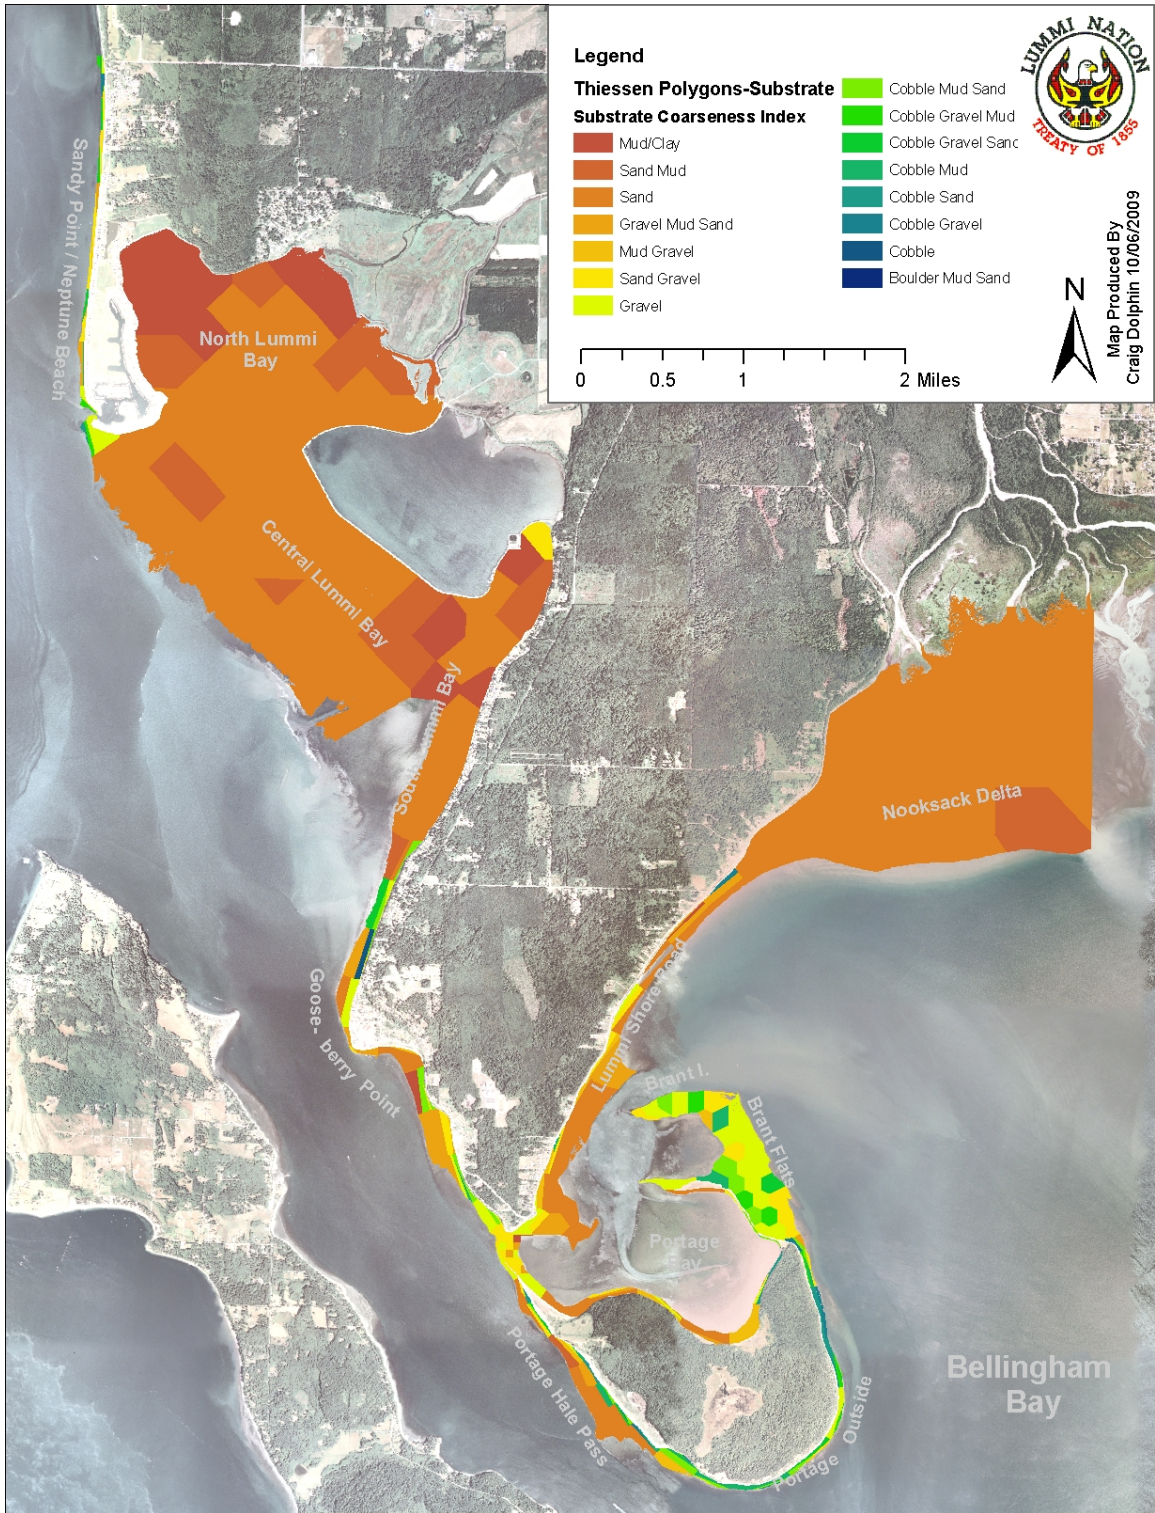 Legend
Thiessen Polygons-Substrate
Substrate Coarseness Index
Mud/Clay
Sand Mud
Sand
Gravel Mud Sand
Mud Gravel
Sand Gravel
Gravel
Cobble Mud Sand
Cobble Gravel Mud
Cobble Gravel Sand
Cobble Mud
Cobble Sand
Cobble Gravel
Cobble
Boulder Mud Sand
LUMMI NATION
TREATY OF 1855
Map Produced By
Craig Dolphin 10/06/2009
N
0 0.5 1 2 Miles
Sandy Point / Neptune Beach
North Lummi
Bay
Central Lummi Bay
South Lummi Bay
Nooksack Delta
Goose- berry Point
Lummi Shore Road
Brant I.
Brant Flats
Portage
Bay
Portage Hale Pass
Portage Outside
Bellingham
Bay